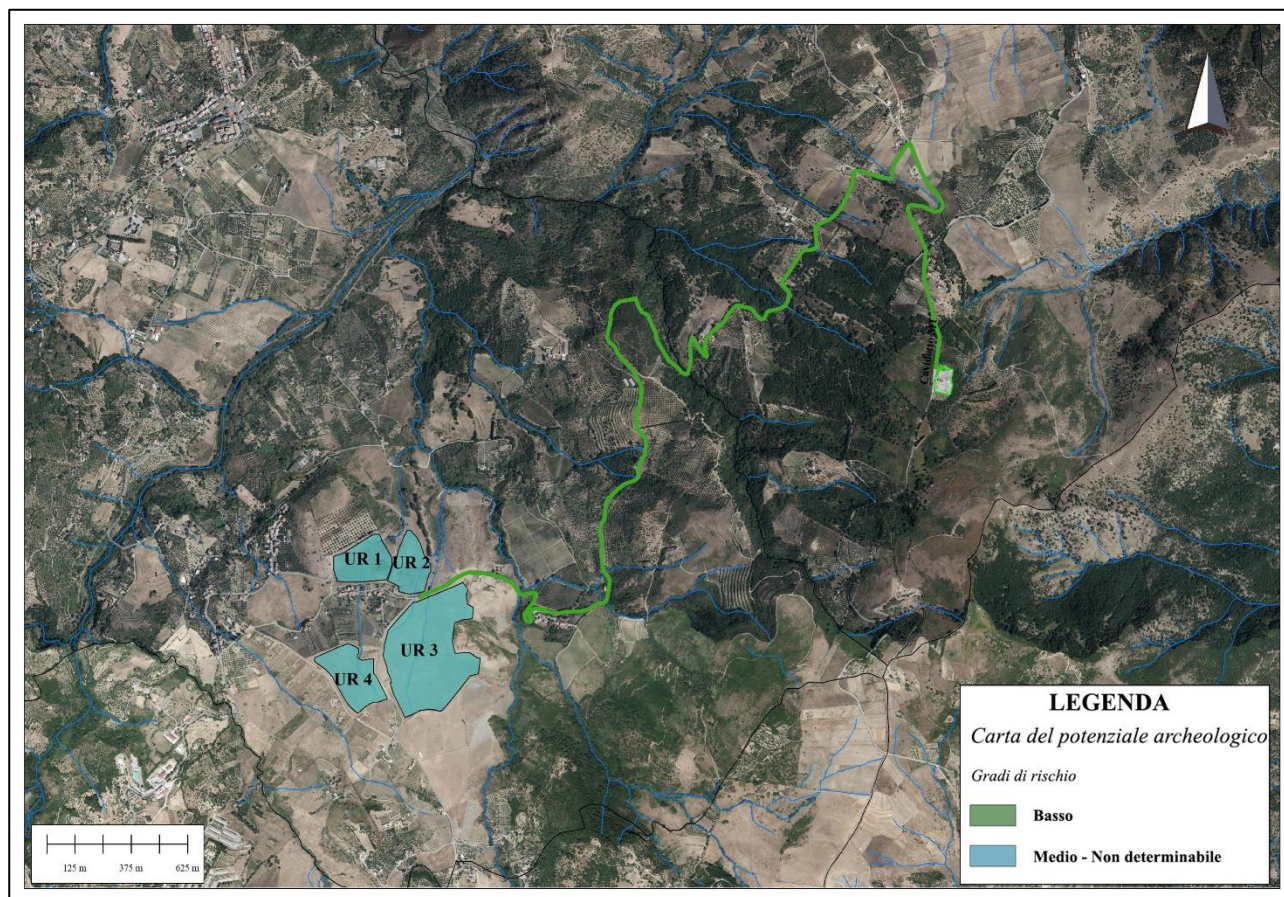 UR 1
UR 2
UR 3
UR 4
LEGENDA
Carta del potenziale archeologico
Gradi di rischio
Basso
Medio - Non determinabile
125 m 375 m 625 m